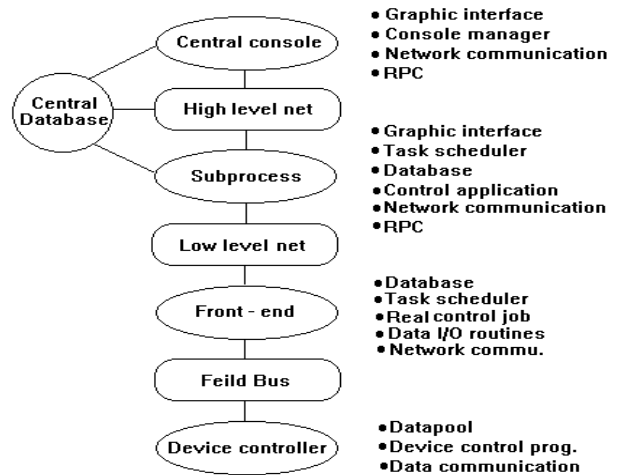 Central console
• Graphic interface
• Console manager
• Network communication
• RPC
Central
Database
High level net
Subprocess
• Graphic interface
• Task scheduler
• Database
• Control application
• Network communication
• RPC
Low level net
Front - end
• Database
• Task scheduler
• Real control job
• Data I/O routines
• Network commu.
Feild Bus
Device controller
• Datapool
• Device control prog.
• Data communication